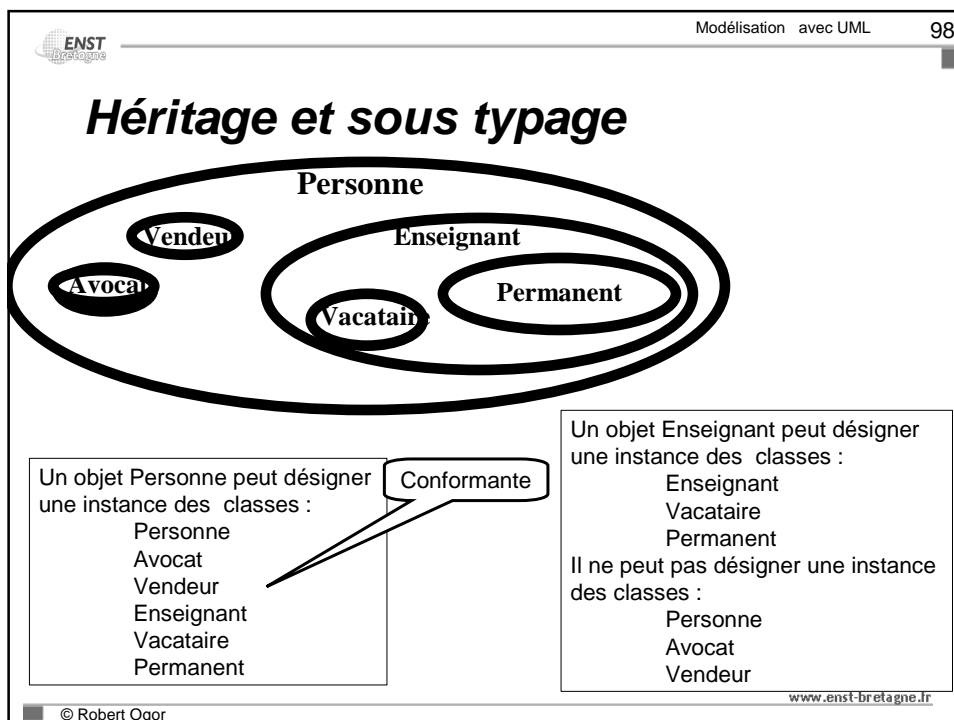 Modélisation avec UML 98
ENST
Bretagne
Héritage et sous typage
Personne
Vendeu
Enseignant
Avocat
Permanent
Vacataire
Un objet Personne peut désigner
une instance des classes :
Personne
Avocat
Vendeur
Enseignant
Vacataire
Permanent
Conformante
Un objet Enseignant peut désigner
une instance des classes :
Enseignant
Vacataire
Permanent
Il ne peut pas désigner une instance
des classes :
Personne
Avocat
Vendeur
www.enst-bretagne.fr
© Robert Ogor